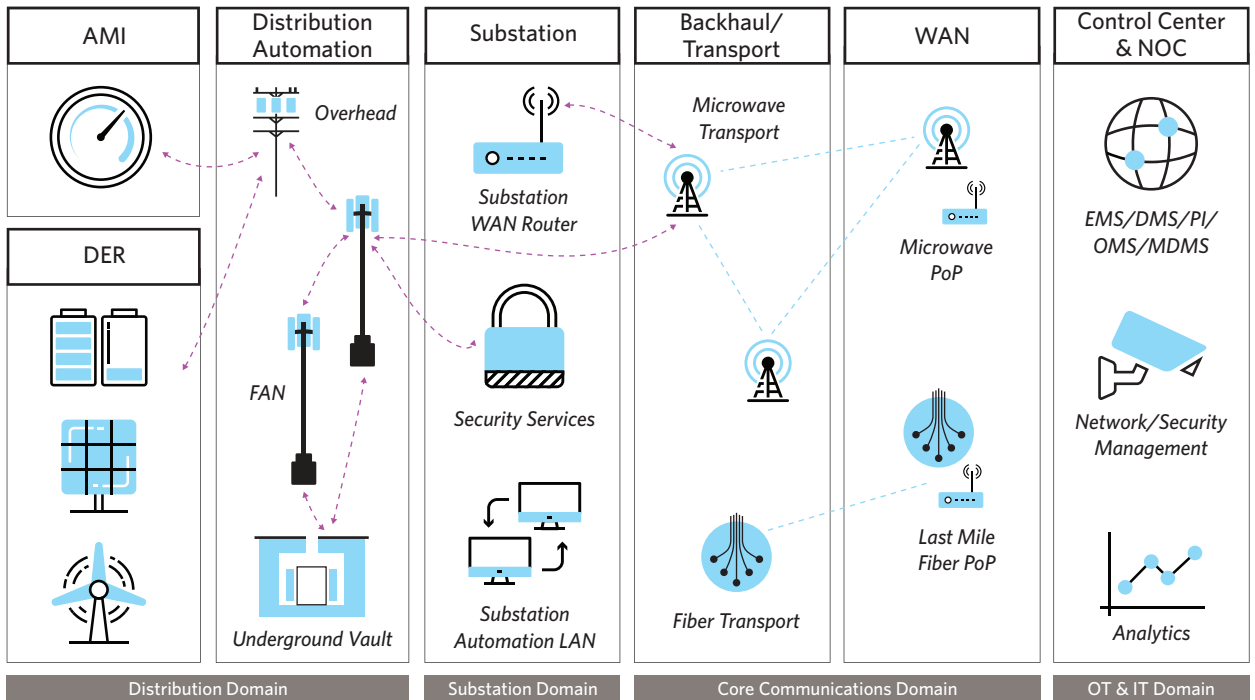 AMI
Distribution
Automation
Substation
Backhaul/
Transport
WAN
Control Center
& NOC
Overhead
DER
FAN
Underground Vault
Substation
WAN Router
Security Services
Substation
Automation LAN
Microwave
Transport
Fiber Transport
Microwave
PoP
Last Mile
Fiber PoP
EMS/DMS/PI/
OMS/MDMS
Network/Security
Management
Analytics
Distribution Domain
Substation Domain
Core Communications Domain
OT & IT Domain